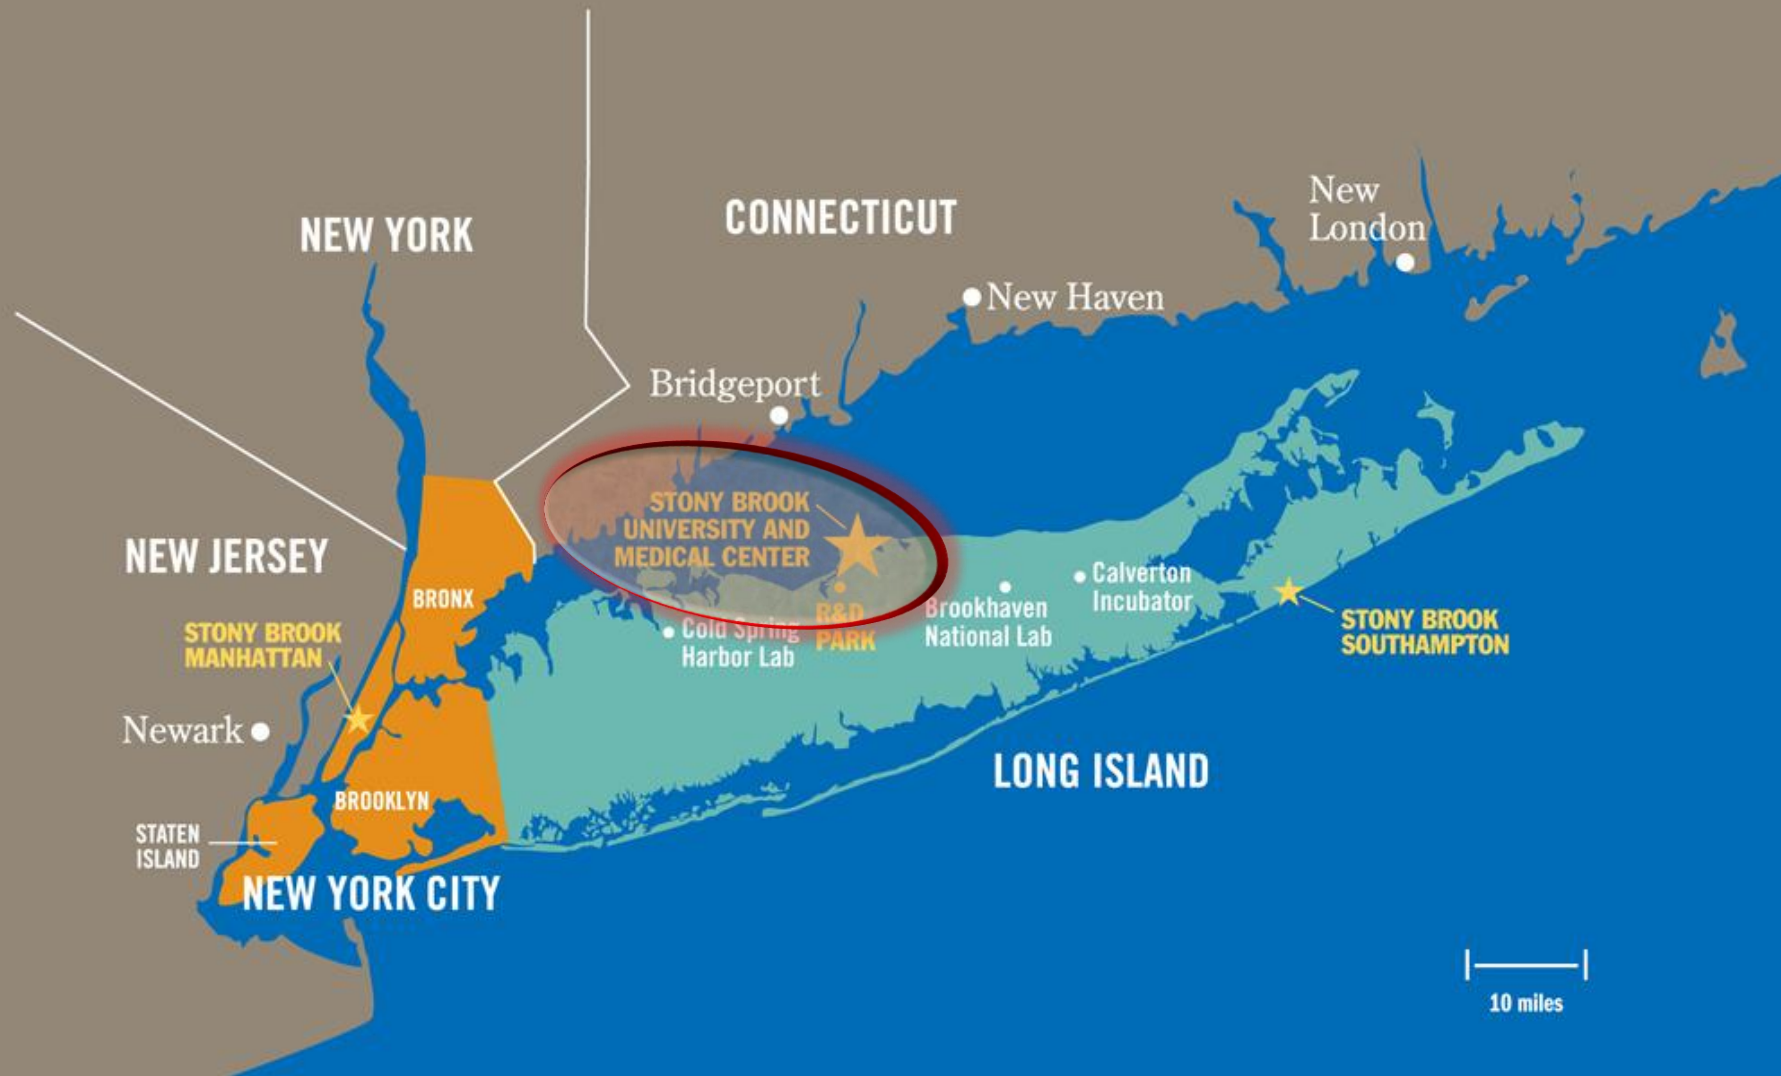 New
London
CONNECTICUT
NEW YORK
New Haven
Bridgeport
STONY BROOK
UNIVERSITY AND
MEDICAL CENTER
NEW JERSEY
BRONX
Calverton
Incubator
R&D
PARK
Brookhaven
National Lab
Cold Spring
Harbor Lab
STONY BROOK
MANHATTAN
STONY BROOK
SOUTHAMPTON
Newark
LONG ISLAND
BROOKLYN
STATEN
ISLAND
NEW YORK CITY
10 miles